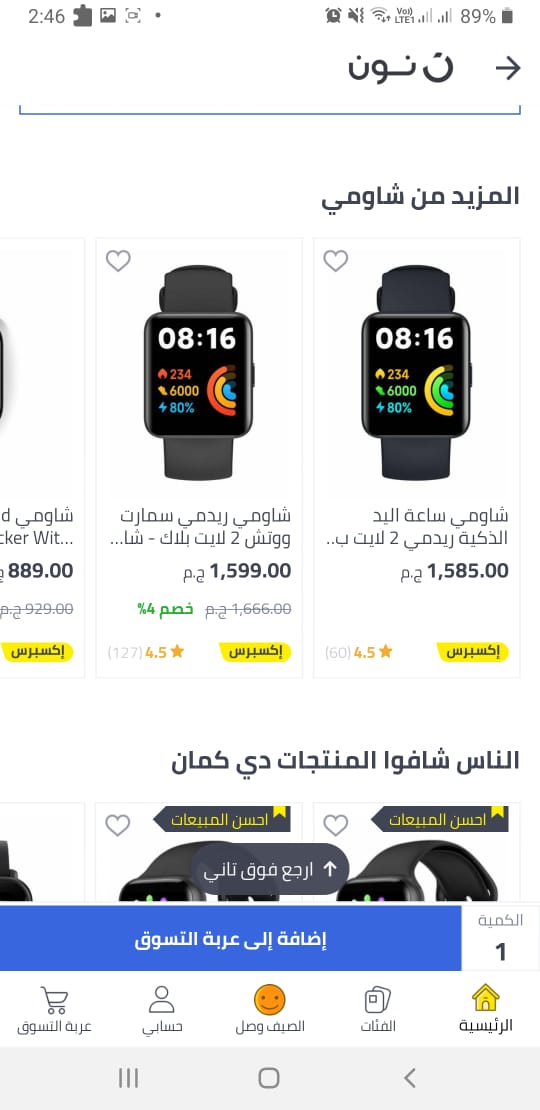 2:46
Vo))
LTE1
89%
نـون ن
المزيد من شاومي
08:16
234
6000
80%
شاومي ساعة اليد
الذكية ريدمي 2 لايت ب..
1,585.00 ج.م
4.5 (60)
إكسبرس
08:16
234
6000
80%
شاومي ريدمي سمارت
ووتش 2 لايت بلاك - شا...
1,599.00 ج.م
1,666.00 ج.م خصم 4%
إكسبرس
4.5 (127)
شاومي d
cker Wit...
889.00 ج
929.00 ج.م
إكسبرس
الناس شافوا المنتجات دي كمان
احسن المبيعات
احسن المبيعات
ارجع فوق تاني
الكمية
1
إضافة إلى عربة التسوق
الرئيسية
الفئات
الصيف وصل
حسابي
عربة التسوق